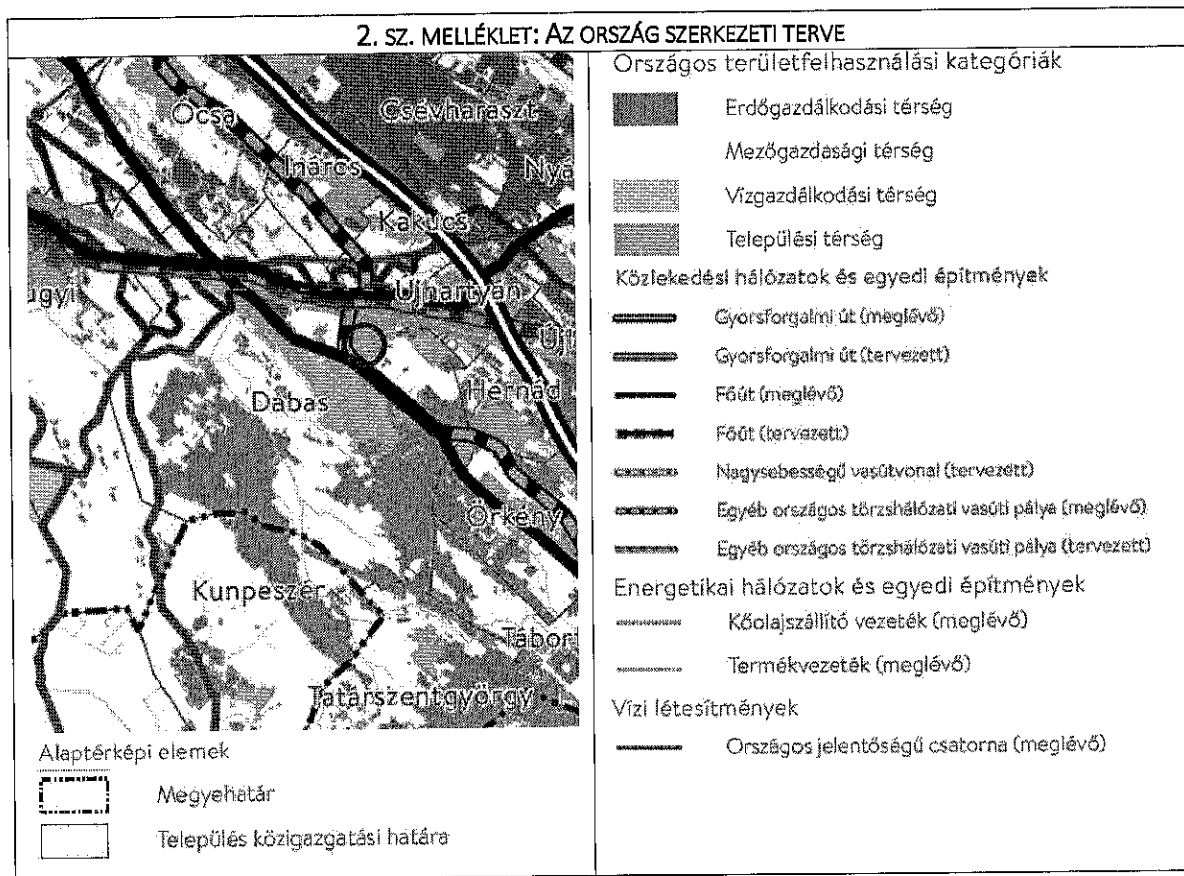 2. SZ. MELLÉKLET: AZ ORSZÁG SZERKEZETI TERVE
Ócsa
Csévharaszt
Inárcs
Nyá
Kakucs
ugyi
Újhartyán
Újl
Hernád
Dabas
Örkény
Kunpeszér
Tábor
Tatárszentgyörgy
Alaptérképi elemek
Megyehatár
Település közigazgatási határa
Országos területfelhasználási kategóriák
Erdőgazdálkodási térség
Mezőgazdasági térség
Vízgazdálkodási térség
Települési térség
Közlekedési hálózatok és egyedi építmények
Gyorsforgalmi út (meglévő)
Gyorsforgalmi út (tervezett)
Főút (meglévő)
Főút (tervezett)
Nagysebességű vasútvonal (tervezett)
Egyéb országos törzshálózati vasúti pálya (meglévő)
Egyéb országos törzshálózati vasúti pálya (tervezett)
Energetikai hálózatok és egyedi építmények
Kőolajszállító vezeték (meglévő)
Termékvezeték (meglévő)
Vízi létesítmények
Országos jelentőségű csatorna (meglévő)